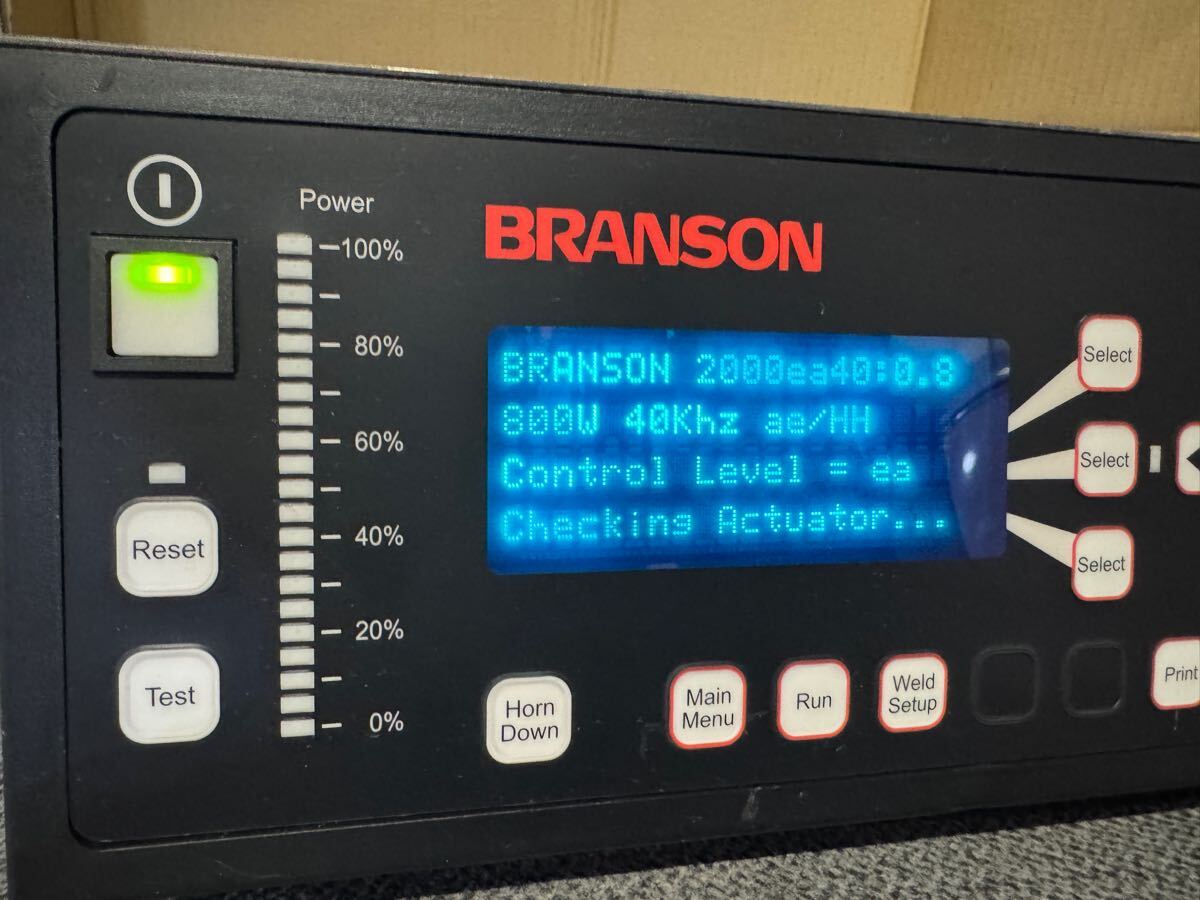 Power
100%
80%
60%
40%
20%
0%
BRANSON
BRANSON 2000ea40:0.8
800W 40Khz ae/HH
Control Level = ea
Checking Actuator...
Select
Select
Select
Reset
Test
Horn
Down
Main
Menu
Run
Weld
Setup
Print